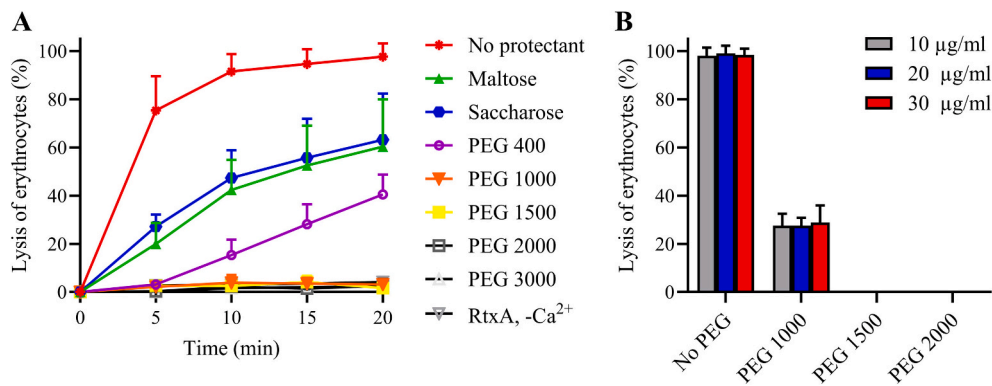 A
Lysis of erythrocytes (%)
100
80
60
40
20
0
0 5 10 15 20
Time (min)
No protectant
Maltose
Saccharose
PEG 400
PEG 1000
PEG 1500
PEG 2000
PEG 3000
RtxA, -Ca²⁺
B
Lysis of erythrocytes (%)
100
80
60
40
20
0
No PEG
PEG 1000
PEG 1500
PEG 2000
10 µg/ml
20 µg/ml
30 µg/ml